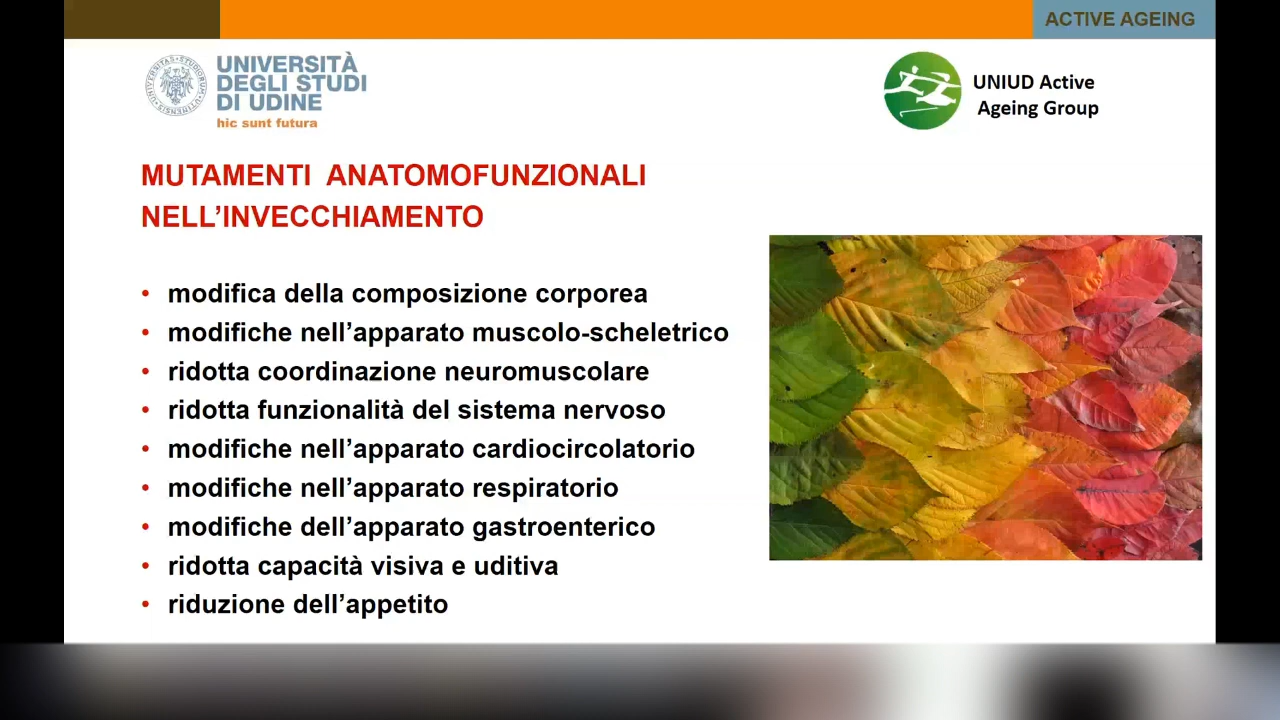 ACTIVE AGEING
UNIVERSITÀ
DEGLI STUDI
DI UDINE
hic sunt futura
UNIUD Active
Ageing Group
MUTAMENTI ANATOMOFUNZIONALI
NELL’INVECCHIAMENTO
• modifica della composizione corporea
• modifiche nell’apparato muscolo-scheletrico
• ridotta coordinazione neuromuscolare
• ridotta funzionalità del sistema nervoso
• modifiche nell’apparato cardiocircolatorio
• modifiche nell’apparato respiratorio
• modifiche dell’apparato gastroenterico
• ridotta capacità visiva e uditiva
• riduzione dell’appetito